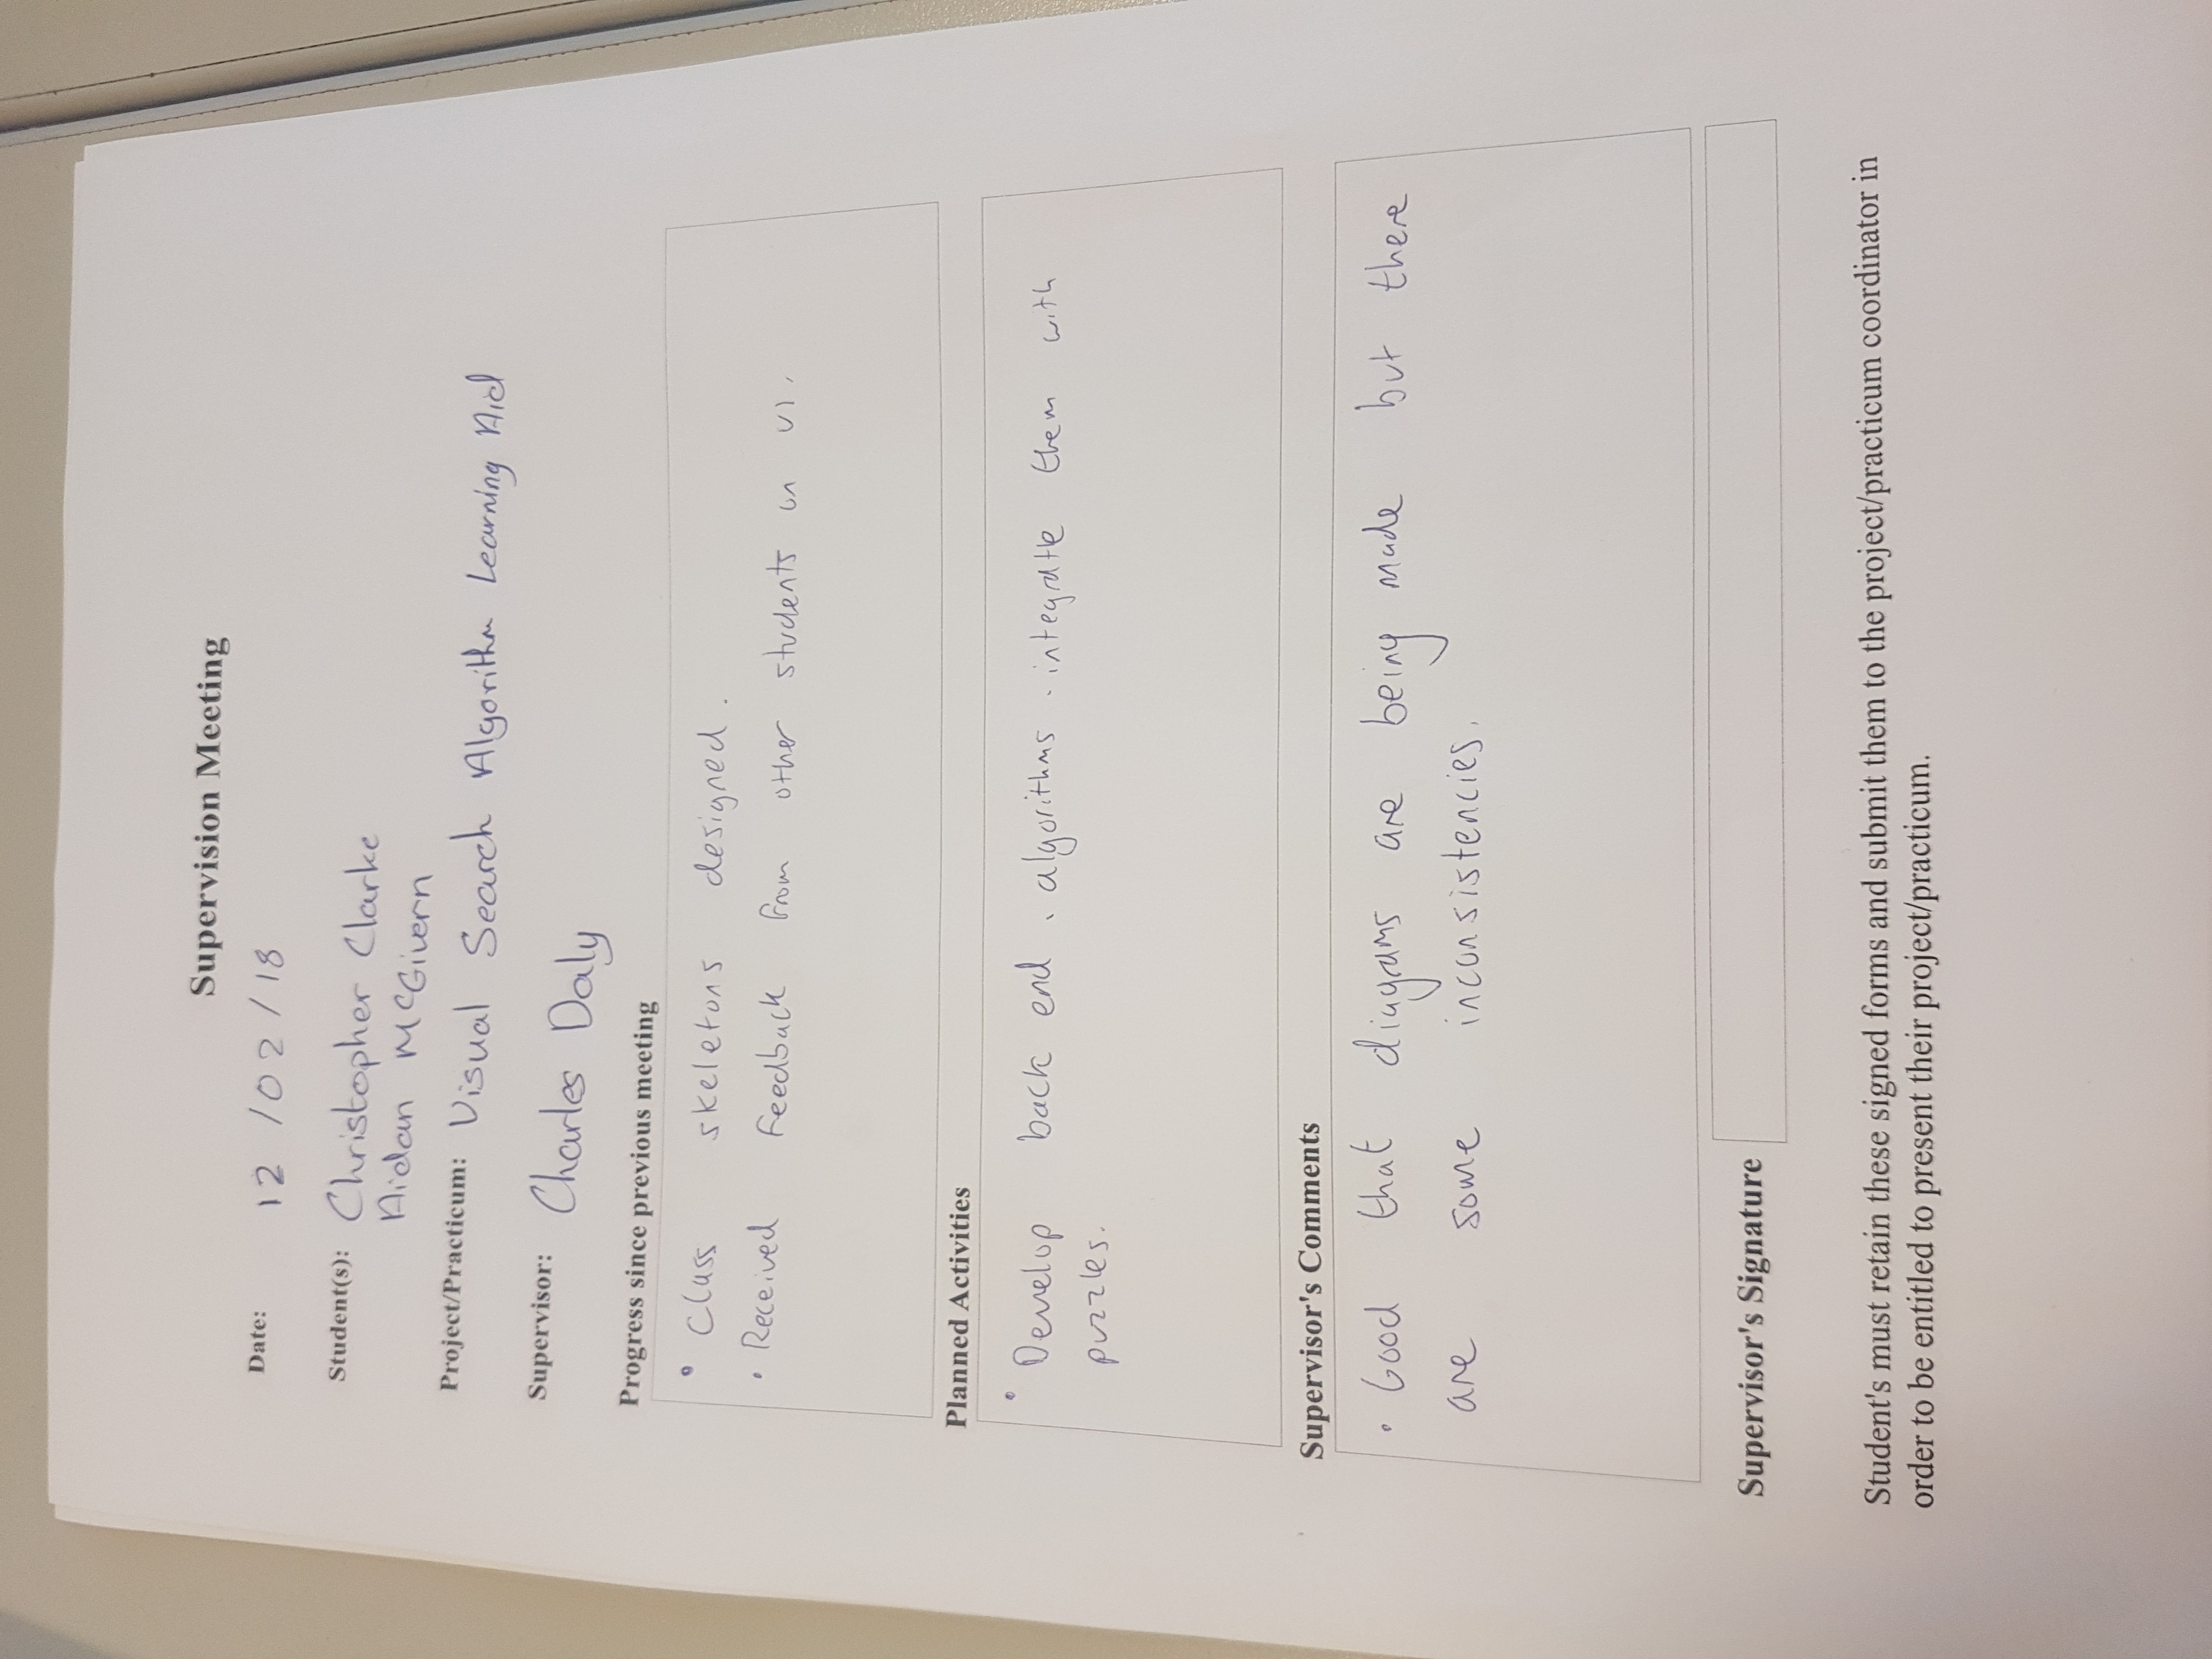 Supervision Meeting
Date: 12 / 02 / 18
Student(s): Christopher Clarke
Aidan McGivern
Project/Practicum: Visual Search Algorithm Learning Aid
Supervisor: Charles Daly
Progress since previous meeting
• Class skeletons designed.
• Received feedback from other students on UI.
Planned Activities
• Develop back end. algorithms. integrate them with
puzzles.
Supervisor's Comments
• Good that diagrams are being made but there
are some inconsistencies.
Supervisor's Signature
Student's must retain these signed forms and submit them to the project/practicum coordinator in
order to be entitled to present their project/practicum.